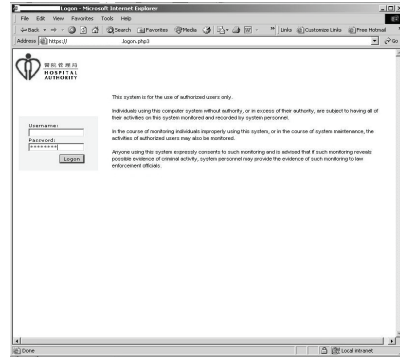 Logon - Microsoft Internet Explorer
File Edit View Favorites Tools Help
Back Search Favorites Media
Links Customize Links Free Hotmail
Address https:// .logon.php3 Go
醫院管理局
HOSPITAL
AUTHORITY
This system is for the use of authorized users only.
Individuals using this computer system without authority, or in excess of their authority, are subject to having all of
their activities on this system monitored and recorded by system personnel.
Username:
In the course of monitoring individuals improperly using this system, or in the course of system maintenance, the
activities of authorized users may also be monitored.
Password:
********
Logon
Anyone using this system expressly consents to such monitoring and is advised that if such monitoring reveals
possible evidence of criminal activity, system personnel may provide the evidence of such monitoring to law
enforcement officials.
Done Local intranet